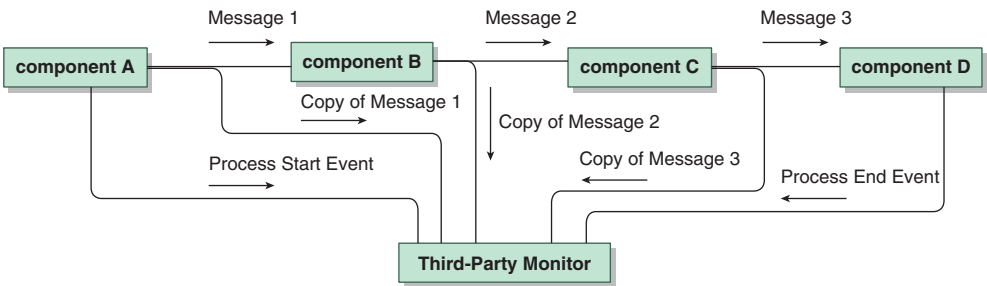 Message 1
Message 2
Message 3
component A
component B
component C
component D
Copy of Message 1
Copy of Message 2
Copy of Message 3
Process Start Event
Process End Event
Third-Party Monitor